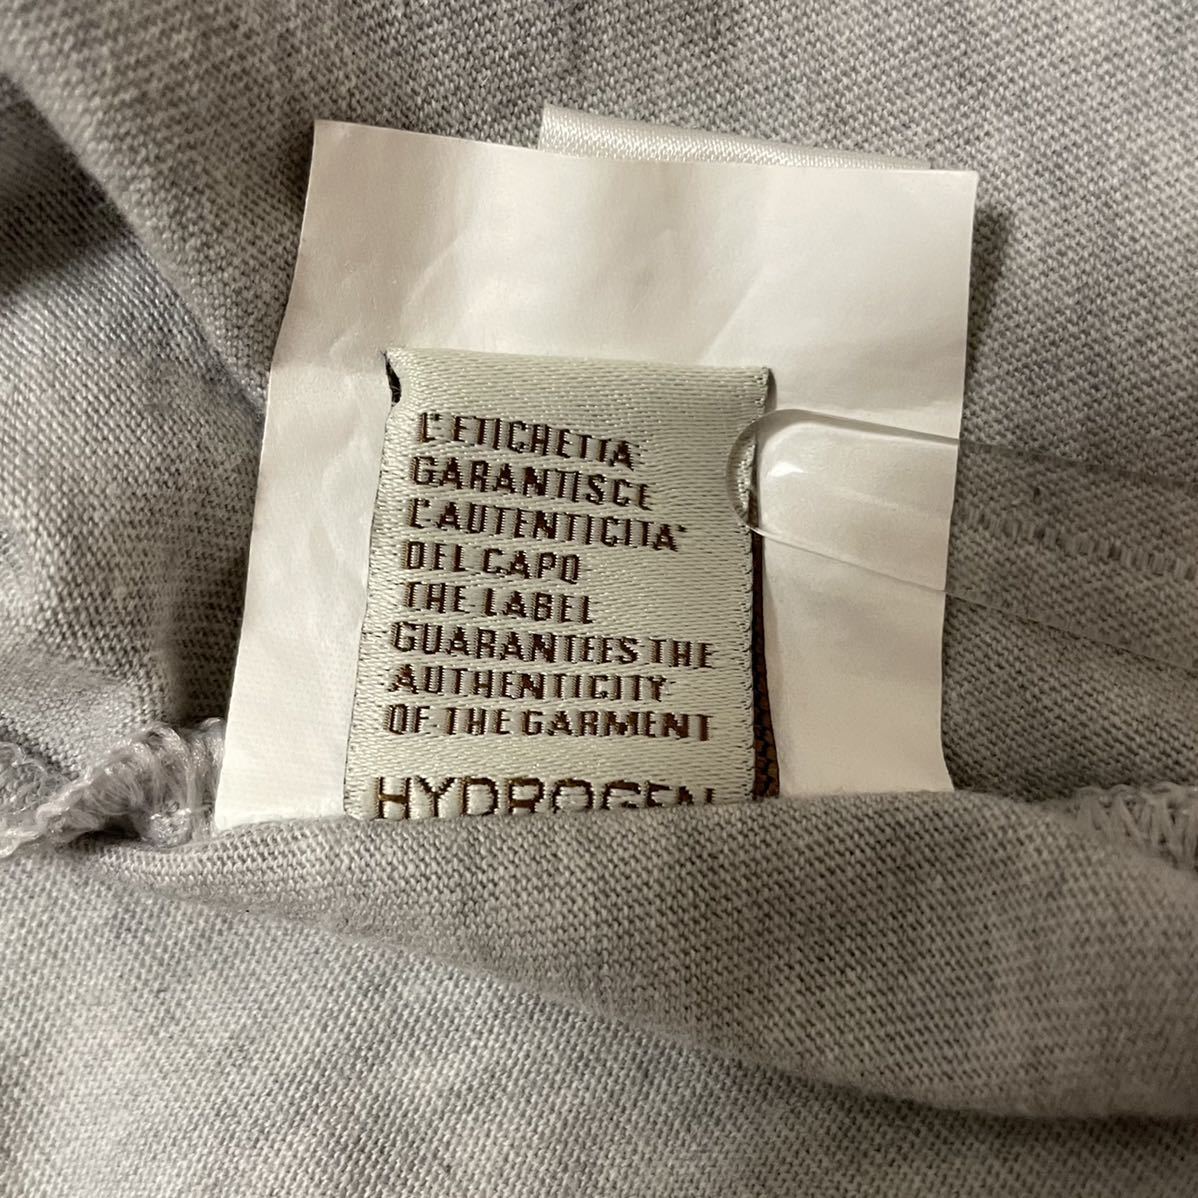 L'ETICHETTA
GARANTISCE
L'AUTENTICITA'
DEL CAPO
THE LABEL
GUARANTEES THE
AUTHENTICITY
OF THE GARMENT
HYDROGEN